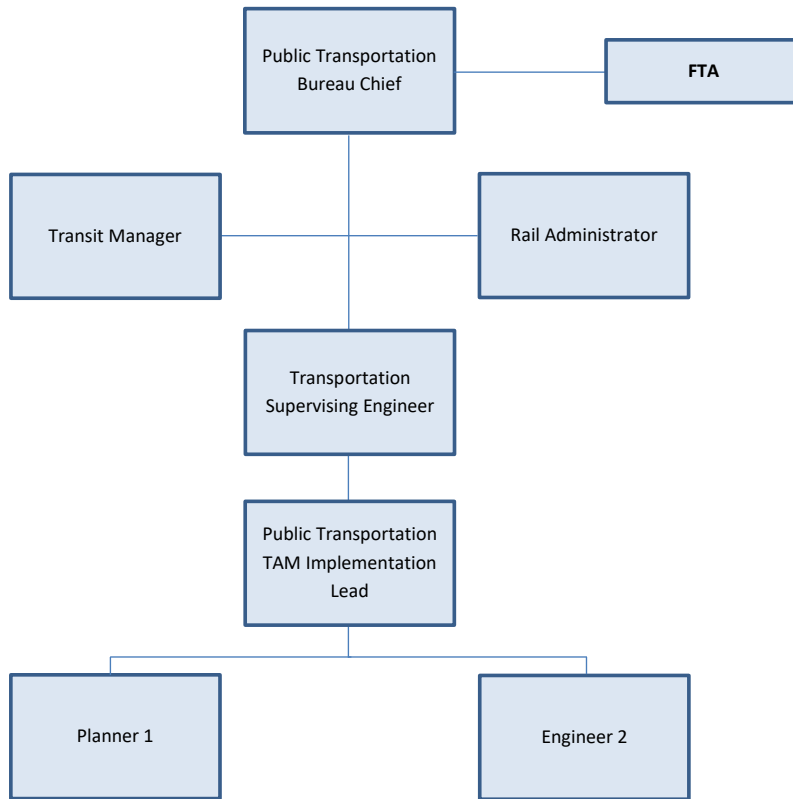 Public Transportation
Bureau Chief
FTA
Transit Manager
Rail Administrator
Transportation
Supervising Engineer
Public Transportation
TAM Implementation
Lead
Planner 1
Engineer 2